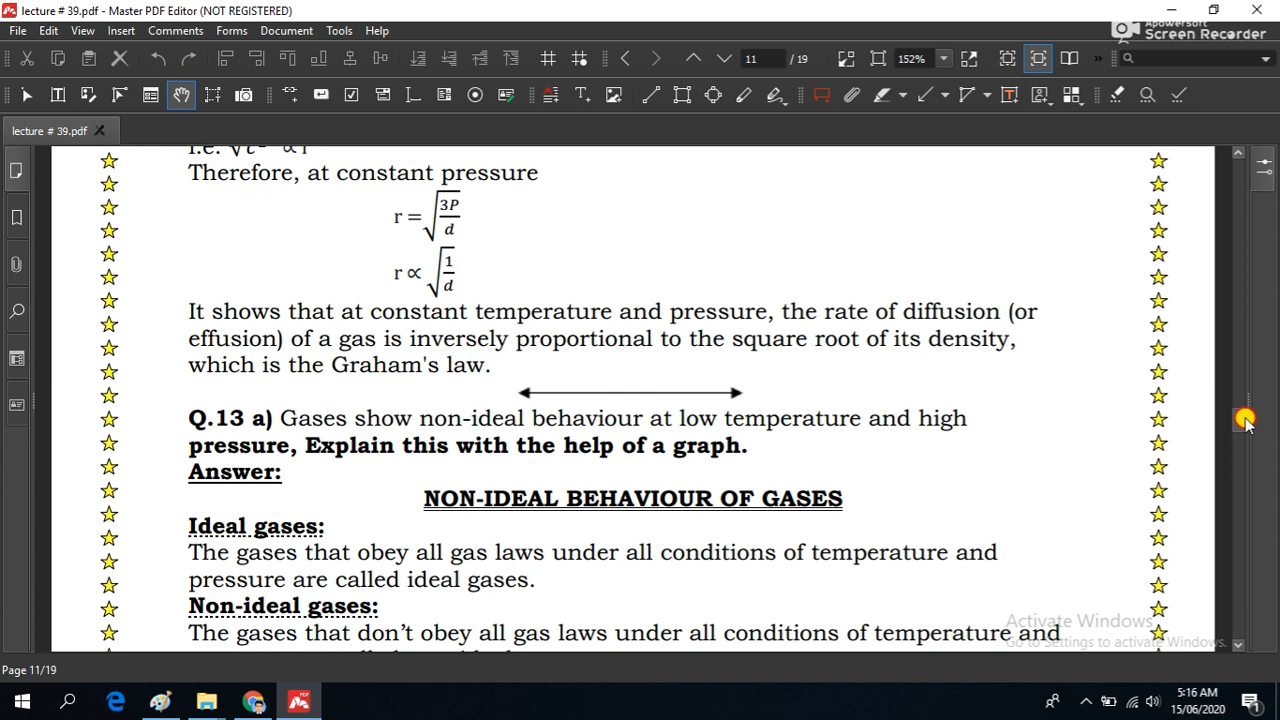 lecture # 39.pdf - Master PDF Editor (NOT REGISTERED)
File Edit View Insert Comments Forms Document Tools Help
Apowersoft
Screen Recorder
11 / 19 152%
lecture # 39.pdf
Therefore, at constant pressure
r = √(3P/d)
r ∝ √(1/d)
It shows that at constant temperature and pressure, the rate of diffusion (or
effusion) of a gas is inversely proportional to the square root of its density,
which is the Graham's law.
Q.13 a) Gases show non-ideal behaviour at low temperature and high
pressure, Explain this with the help of a graph.
Answer:
NON-IDEAL BEHAVIOUR OF GASES
Ideal gases:
The gases that obey all gas laws under all conditions of temperature and
pressure are called ideal gases.
Non-ideal gases:
The gases that don't obey all gas laws under all conditions of temperature and
Activate Windows
Go to Settings to activate Windows.
Page 11/19
5:16 AM
15/06/2020